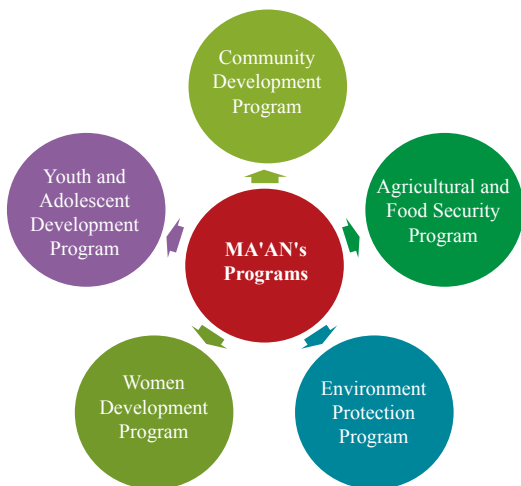 Community
Development
Program
Youth and
Adolescent
Development
Program
Agricultural and
Food Security
Program
MA'AN's
Programs
Women
Development
Program
Environment
Protection
Program